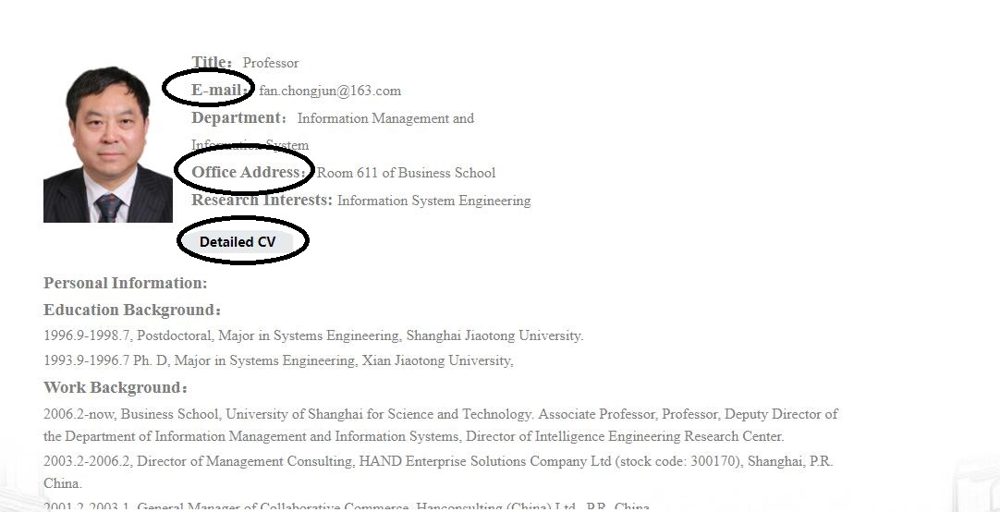 Title： Professor
E-mail： fan.chongjun@163.com
Department： Information Management and
Information System
Office Address： Room 611 of Business School
Research Interests: Information System Engineering
Detailed CV
Personal Information:
Education Background：
1996.9-1998.7, Postdoctoral, Major in Systems Engineering, Shanghai Jiaotong University.
1993.9-1996.7 Ph. D, Major in Systems Engineering, Xian Jiaotong University,
Work Background：
2006.2-now, Business School, University of Shanghai for Science and Technology. Associate Professor, Professor, Deputy Director of
the Department of Information Management and Information Systems, Director of Intelligence Engineering Research Center.
2003.2-2006.2, Director of Management Consulting, HAND Enterprise Solutions Company Ltd (stock code: 300170), Shanghai, P.R.
China.
2001.2-2003.1, General Manager of Collaborative Commerce, Hanconsulting (China) Ltd., P.R. China.